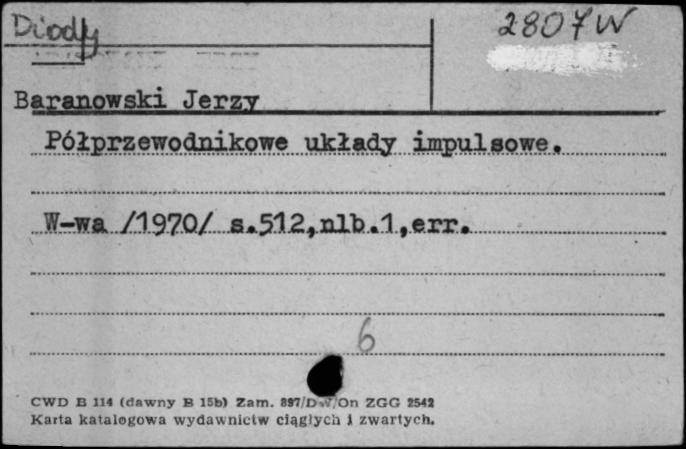 Diody
2807W
Baranowski Jerzy
Półprzewodnikowe układy impulsowe.
W-wa /1970/ s.512,nlb.1,err.
6
CWD B 114 (dawny B 15b) Zam. 897/DW/On ZGG 2542
Karta katalogowa wydawnictw ciągłych i zwartych.